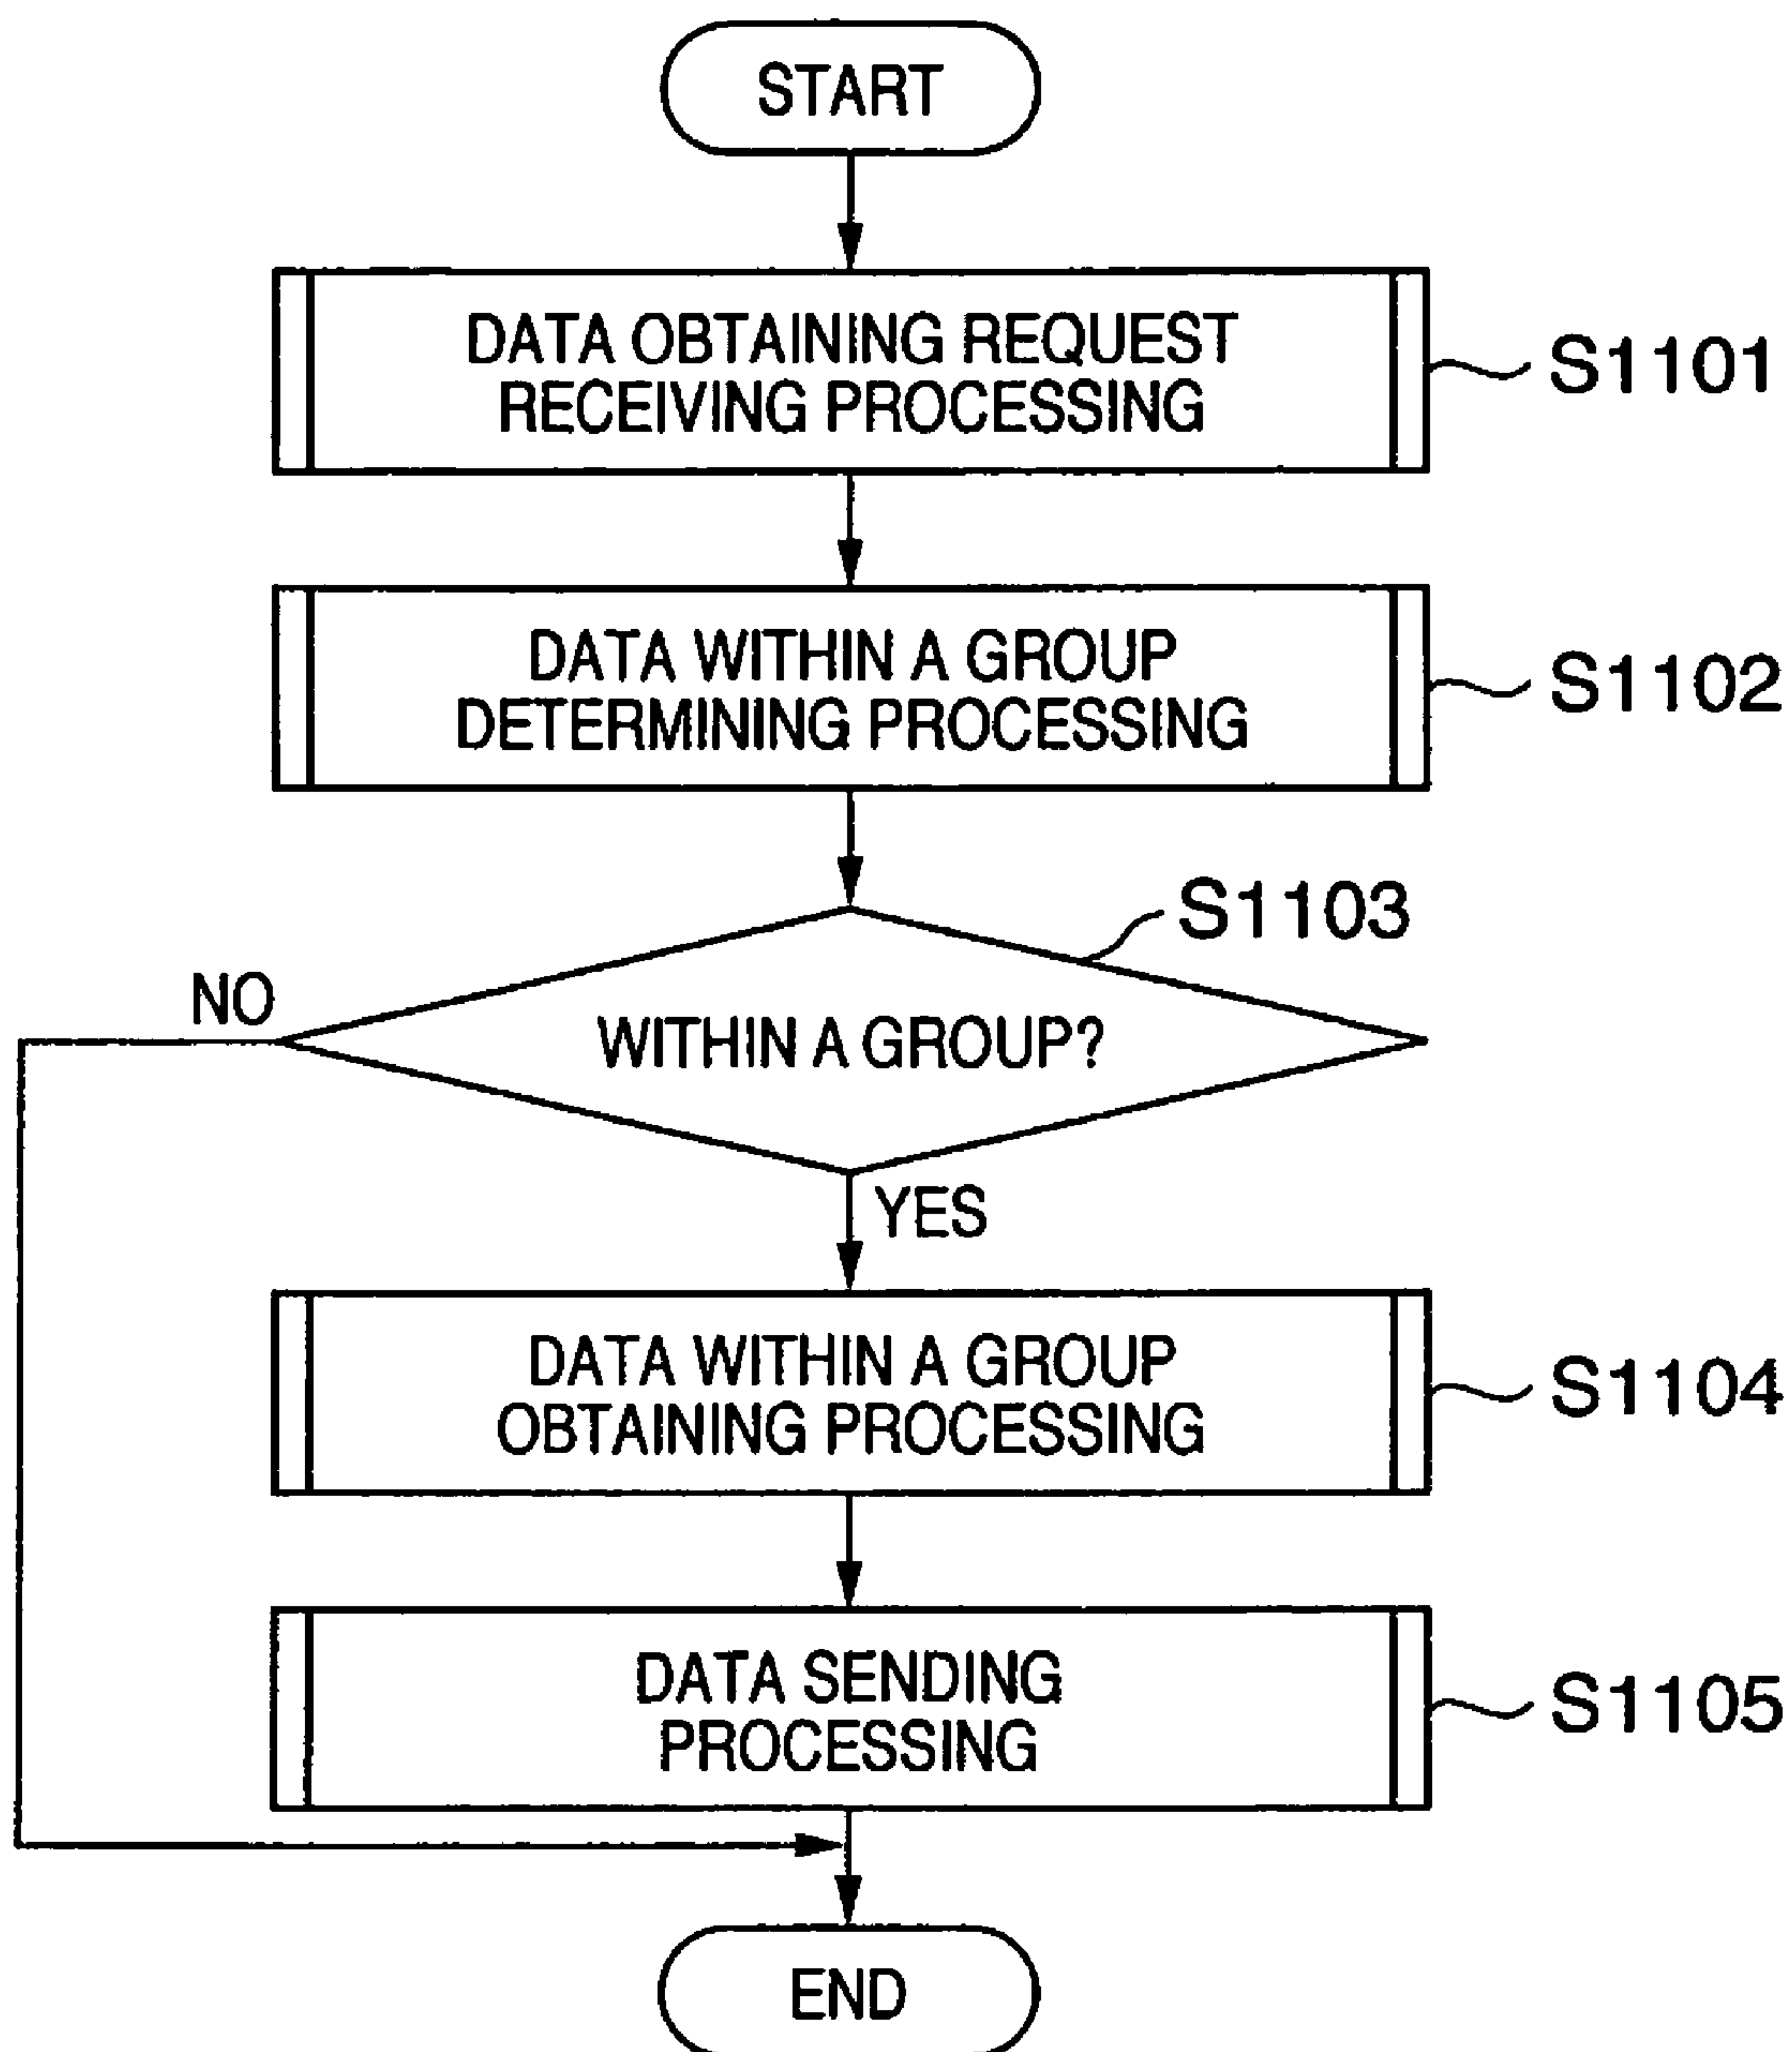 START
DATA OBTAINING REQUEST
RECEIVING PROCESSING
S1101
DATA WITHIN A GROUP
DETERMINING PROCESSING
S1102
S1103
NO
WITHIN A GROUP?
YES
DATA WITHIN A GROUP
OBTAINING PROCESSING
S1104
DATA SENDING
PROCESSING
S1105
END